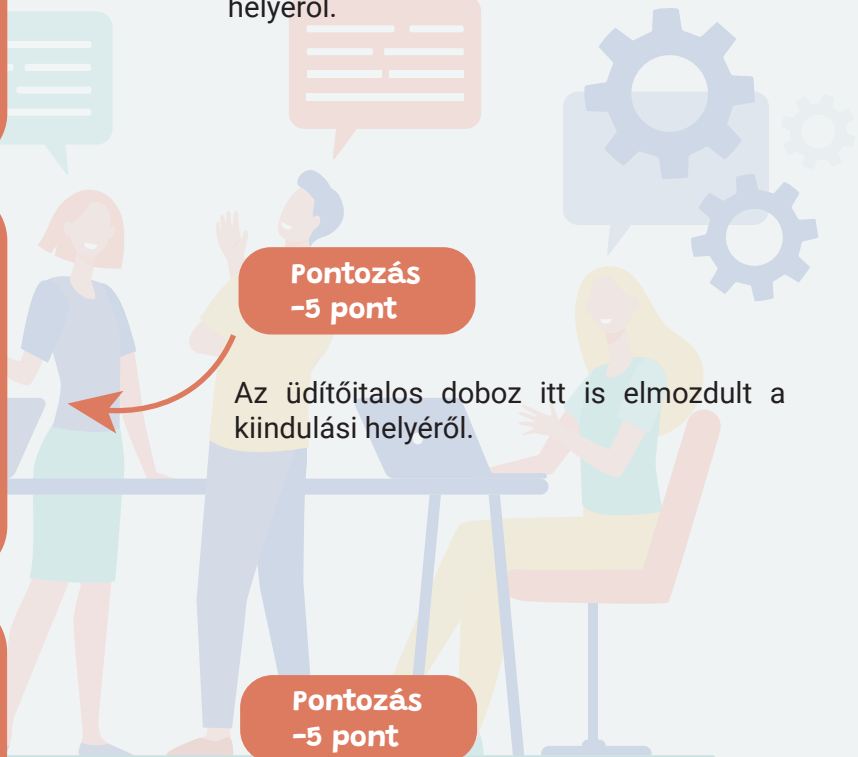 helyéről.
Pontozás
-5 pont
Az üdítőitalos doboz itt is elmozdult a
kiindulási helyéről.
Pontozás
-5 pont